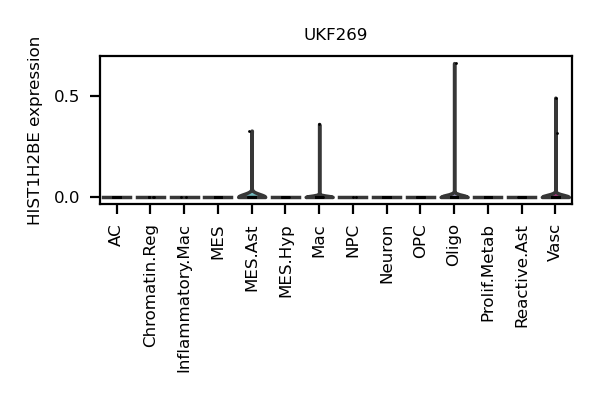 UKF269
HIST1H2BE expression
0.5
0.0
AC
Chromatin.Reg
Inflammatory.Mac
MES
MES.Ast
MES.Hyp
Mac
NPC
Neuron
OPC
Oligo
Prolif.Metab
Reactive.Ast
Vasc